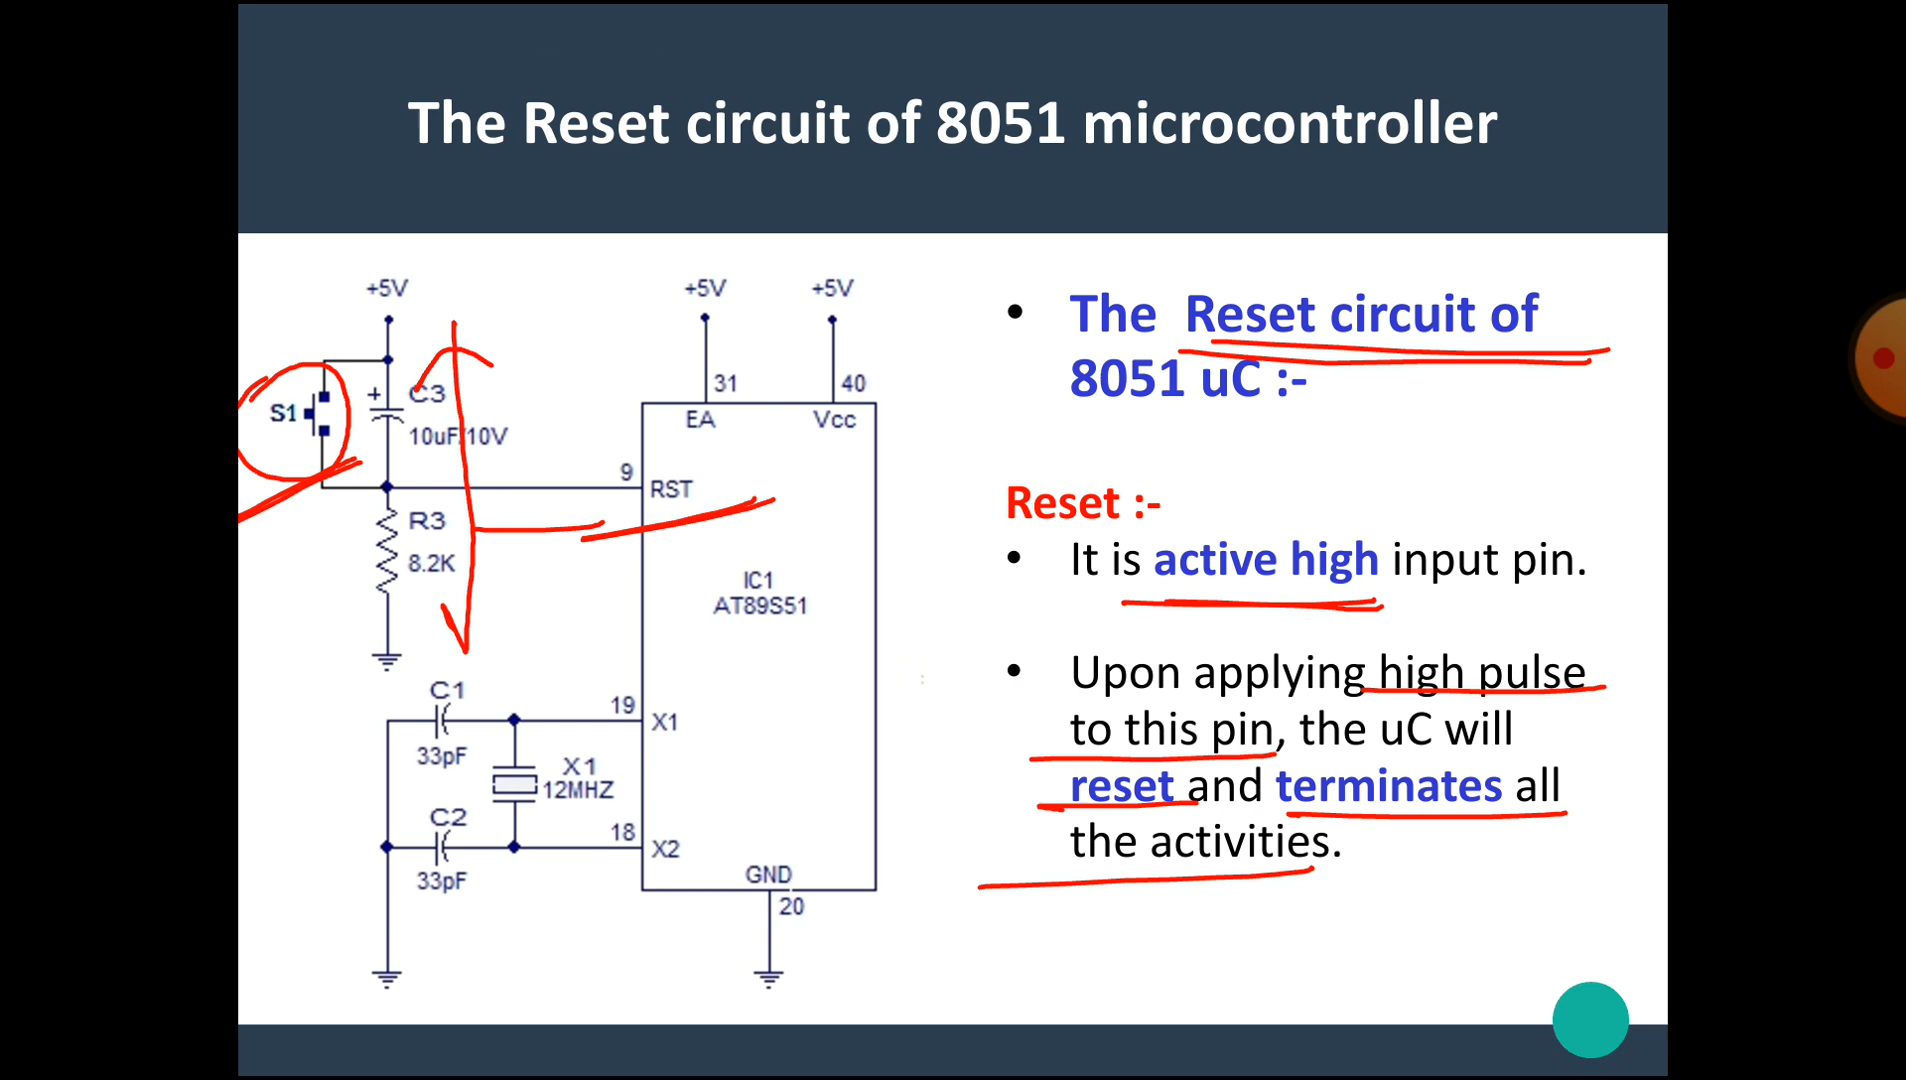 The Reset circuit of 8051 microcontroller
+5V
+5V
+5V
31
40
S1
+
C3
10uF/10V
EA
Vcc
9
RST
R3
8.2K
IC1
AT89S51
C1
33pF
19
X1
X1
12MHZ
C2
33pF
18
X2
GND
20
• The Reset circuit of
8051 uC :-
Reset :-
• It is active high input pin.
• Upon applying high pulse
to this pin, the uC will
reset and terminates all
the activities.